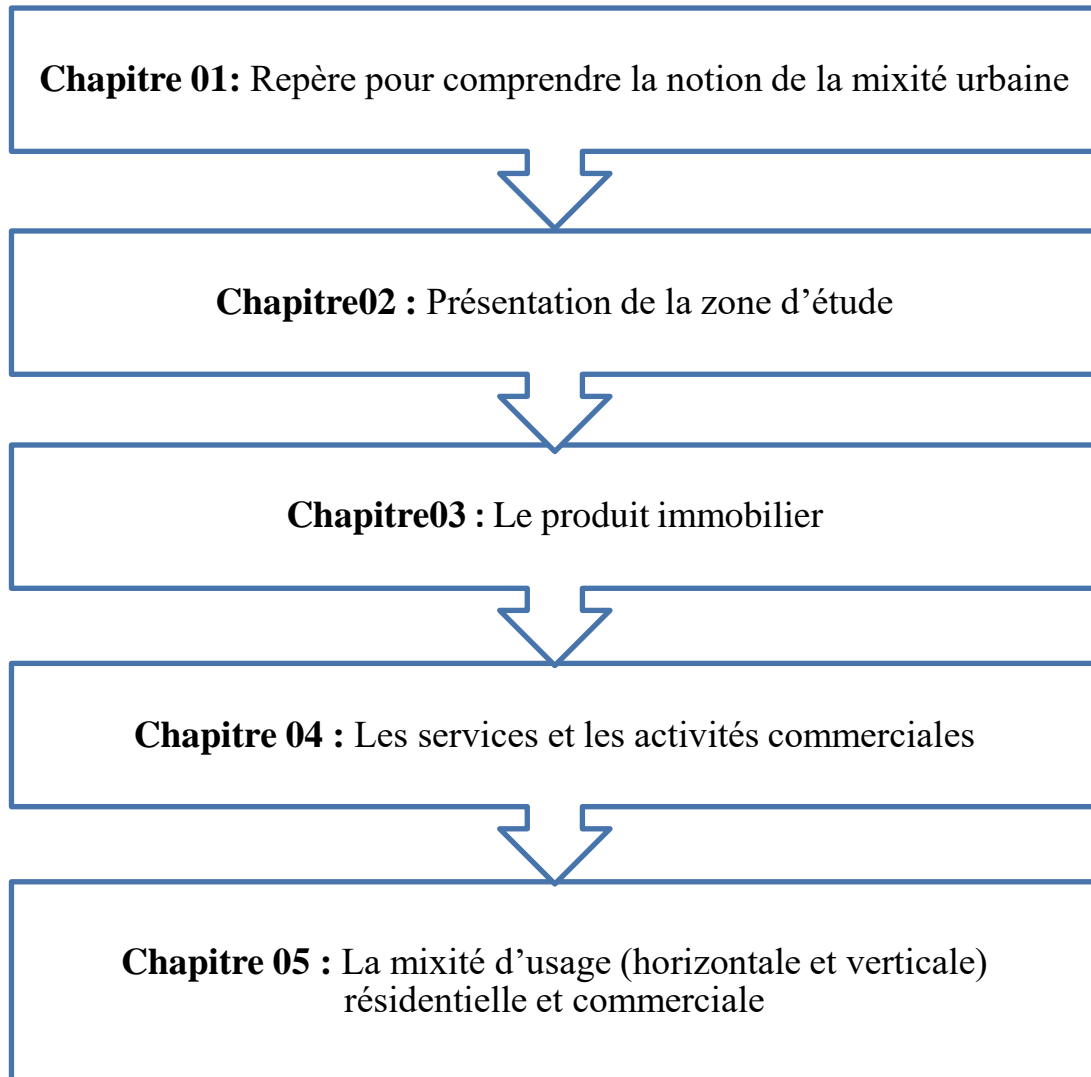 Chapitre 01: Repère pour comprendre la notion de la mixité urbaine
Chapitre02 : Présentation de la zone d’étude
Chapitre03 : Le produit immobilier
Chapitre 04 : Les services et les activités commerciales
Chapitre 05 : La mixité d’usage (horizontale et verticale)
résidentielle et commerciale